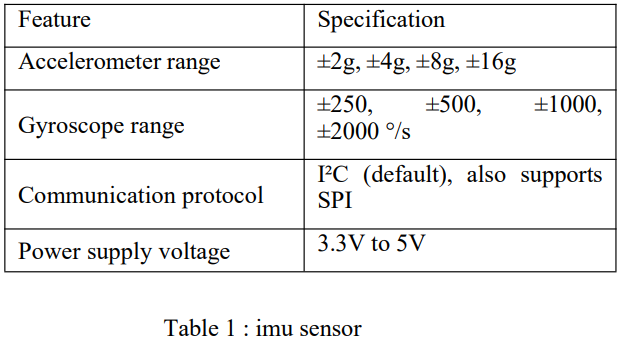 Feature Specification
Accelerometer range ±2g, ±4g, ±8g, ±16g
Gyroscope range ±250, ±500, ±1000,
±2000 °/s
Communication protocol I²C (default), also supports
SPI
Power supply voltage 3.3V to 5V
Table 1 : imu sensor